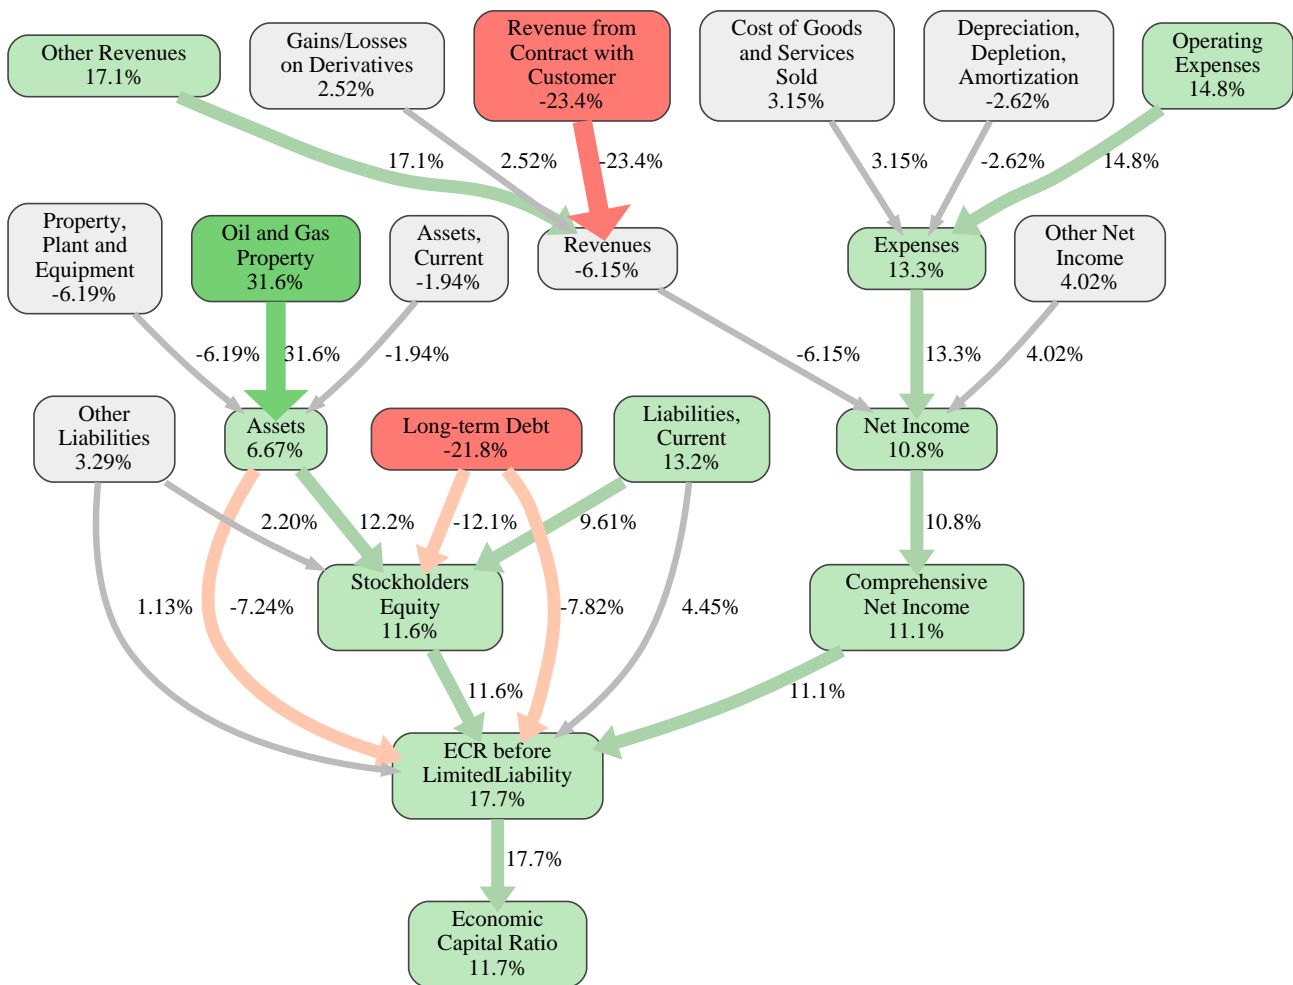 Other Revenues
17.1%
Gains/Losses
on Derivatives
2.52%
Revenue from
Contract with
Customer
-23.4%
Cost of Goods
and Services
Sold
3.15%
Depreciation,
Depletion,
Amortization
-2.62%
Operating
Expenses
14.8%
17.1%
2.52%
-23.4%
3.15%
-2.62%
14.8%
Property,
Plant and
Equipment
-6.19%
Oil and Gas
Property
31.6%
Assets,
Current
-1.94%
Revenues
-6.15%
Expenses
13.3%
Other Net
Income
4.02%
-6.19%
31.6%
-1.94%
-6.15%
13.3%
4.02%
Other
Liabilities
3.29%
Assets
6.67%
Long-term Debt
-21.8%
Liabilities,
Current
13.2%
Net Income
10.8%
2.20%
12.2%
-12.1%
9.61%
10.8%
1.13%
-7.24%
Stockholders
Equity
11.6%
-7.82%
4.45%
Comprehensive
Net Income
11.1%
11.6%
11.1%
ECR before
LimitedLiability
17.7%
17.7%
Economic
Capital Ratio
11.7%